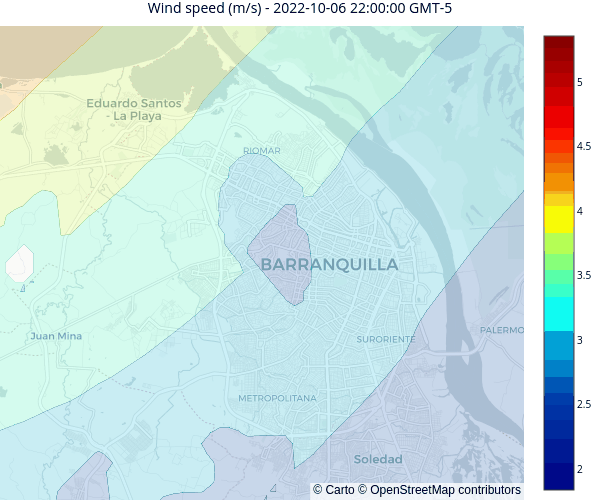 Wind speed (m/s) - 2022-10-06 22:00:00 GMT-5
Eduardo Santos
- La Playa
RIOMAR
BARRANQUILLA
Juan Mina
SURORIENTE
PALERMO
METROPOLITANA
Soledad
© Carto © OpenStreetMap contributors
5
4.5
4
3.5
3
2.5
2